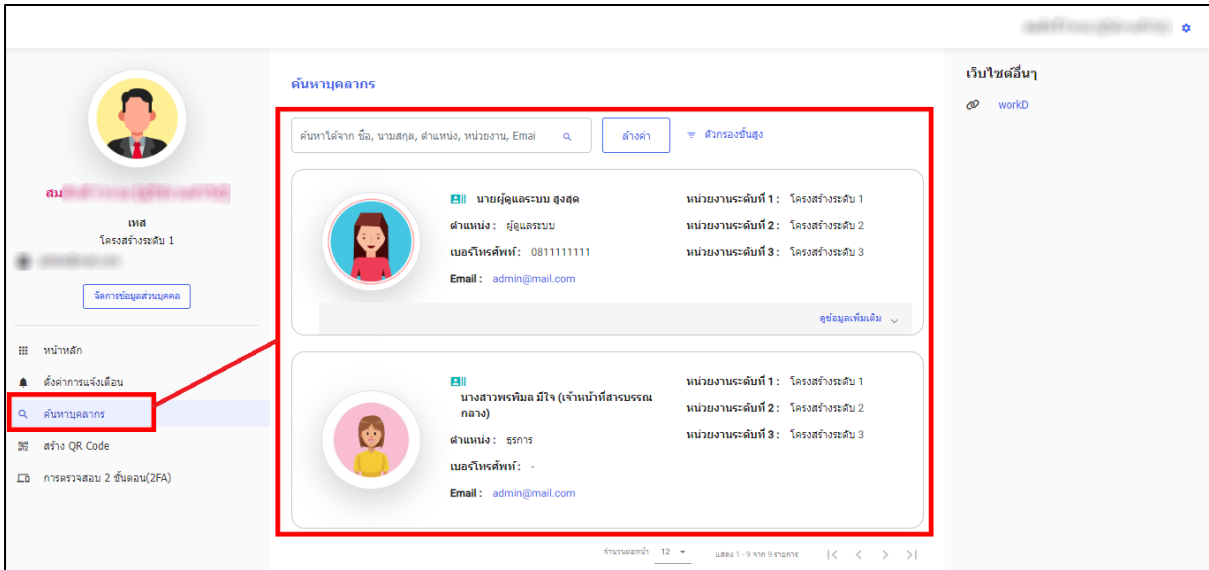 สม
เทส
โครงสร้างระดับ 1
จัดการข้อมูลส่วนบุคคล
หน้าหลัก
ตั้งค่าการแจ้งเตือน
ค้นหาบุคลากร
สร้าง QR Code
การตรวจสอบ 2 ขั้นตอน(2FA)
ค้นหาบุคลากร
ค้นหาได้จาก ชื่อ, นามสกุล, ตำแหน่ง, หน่วยงาน, Emai
ล้างค่า
ตัวกรองขั้นสูง
นายผู้ดูแลระบบ สูงสุด
ตำแหน่ง : ผู้ดูแลระบบ
เบอร์โทรศัพท์ : 0811111111
Email : admin@mail.com
หน่วยงานระดับที่ 1 : โครงสร้างระดับ 1
หน่วยงานระดับที่ 2 : โครงสร้างระดับ 2
หน่วยงานระดับที่ 3 : โครงสร้างระดับ 3
ดูข้อมูลเพิ่มเติม
นางสาวพรพิมล มีใจ (เจ้าหน้าที่สารบรรณ
กลาง)
ตำแหน่ง : ธุรการ
เบอร์โทรศัพท์ : -
Email : admin@mail.com
หน่วยงานระดับที่ 1 : โครงสร้างระดับ 1
หน่วยงานระดับที่ 2 : โครงสร้างระดับ 2
หน่วยงานระดับที่ 3 : โครงสร้างระดับ 3
จำนวนต่อหน้า 12
แสดง 1 - 9 จาก 9 รายการ
เว็บไซต์อื่นๆ
workD